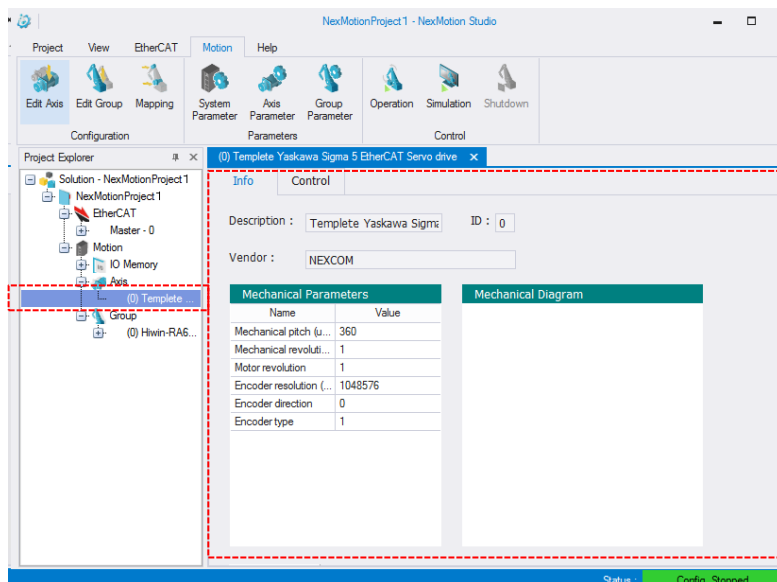 NexMotionProject1 - NexMotion Studio
Project View EtherCAT Motion Help
Edit Axis Edit Group Mapping System Parameter Axis Parameter Group Parameter Operation Simulation Shutdown
Configuration Parameters Control
Project Explorer
(0) Templete Yaskawa Sigma 5 EtherCAT Servo drive
Solution - NexMotionProject1
NexMotionProject1
EtherCAT
Master - 0
Motion
IO Memory
Axis
(0) Templete ...
Group
(0) Hiwin-RA6...
Info Control
Description : Templete Yaskawa Sigma ID : 0
Vendor : NEXCOM
Mechanical Parameters Mechanical Diagram
Name Value
Mechanical pitch (u... 360
Mechanical revoluti... 1
Motor revolution 1
Encoder resolution (... 1048576
Encoder direction 0
Encoder type 1
Status : Config. Stopped